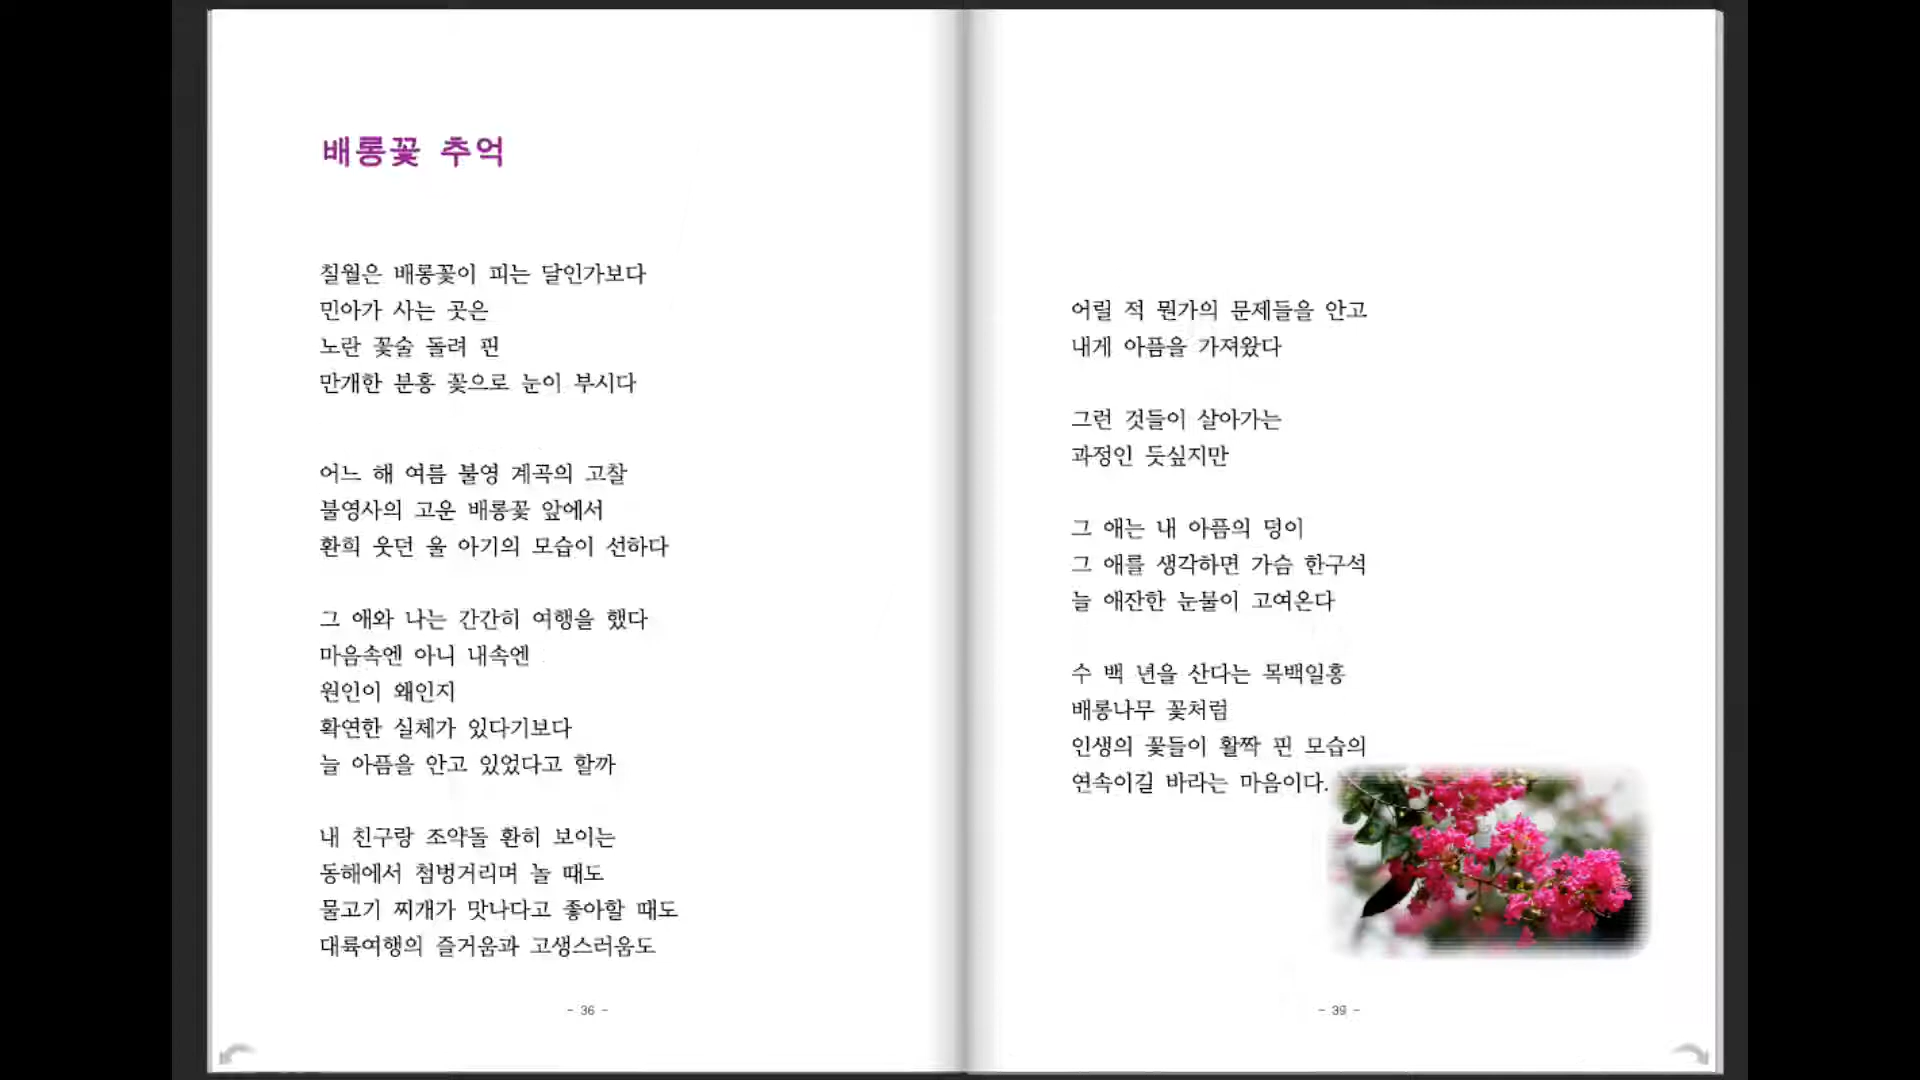 배롱꽃 추억
칠월은 배롱꽃이 피는 달인가보다
민아가 사는 곳은
노란 꽃술 돌려 핀
만개한 분홍 꽃으로 눈이 부시다
어느 해 여름 불영 계곡의 고찰
불영사의 고운 배롱꽃 앞에서
환희 웃던 울 아기의 모습이 선하다
그 애와 나는 간간히 여행을 했다
마음속엔 아니 내속엔
원인이 왜인지
확연한 실체가 있다기보다
늘 아픔을 안고 있었다고 할까
내 친구랑 조약돌 환히 보이는
동해에서 첨벙거리며 놀 때도
물고기 찌개가 맛나다고 좋아할 때도
대륙여행의 즐거움과 고생스러움도
- 36 -
어릴 적 뭔가의 문제들을 안고
내게 아픔을 가져왔다
그런 것들이 살아가는
과정인 듯싶지만
그 애는 내 아픔의 덩이
그 애를 생각하면 가슴 한구석
늘 애잔한 눈물이 고여온다
수 백 년을 산다는 목백일홍
배롱나무 꽃처럼
인생의 꽃들이 활짝 핀 모습의
연속이길 바라는 마음이다.
- 39 -